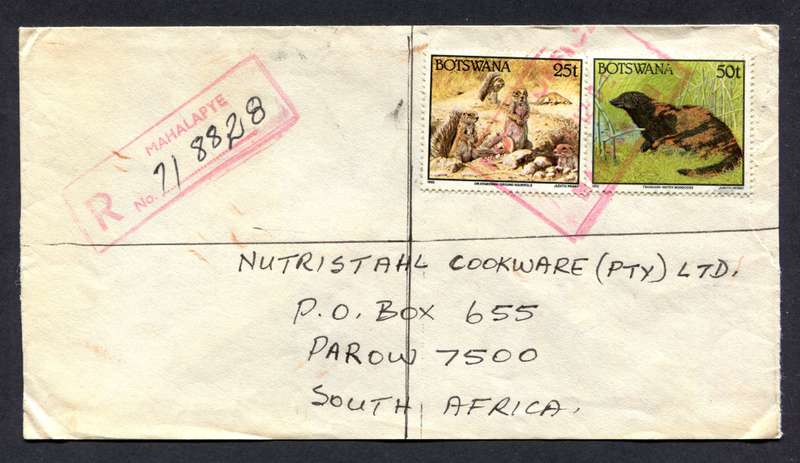 MAHALAPYE
R No. 71 8828
BOTSWANA 25t
BOTSWANA 50t
NUTRISTAHL COOKWARE (PTY) LTD.
P.O. BOX 655
PAROW 7500
SOUTH AFRICA.